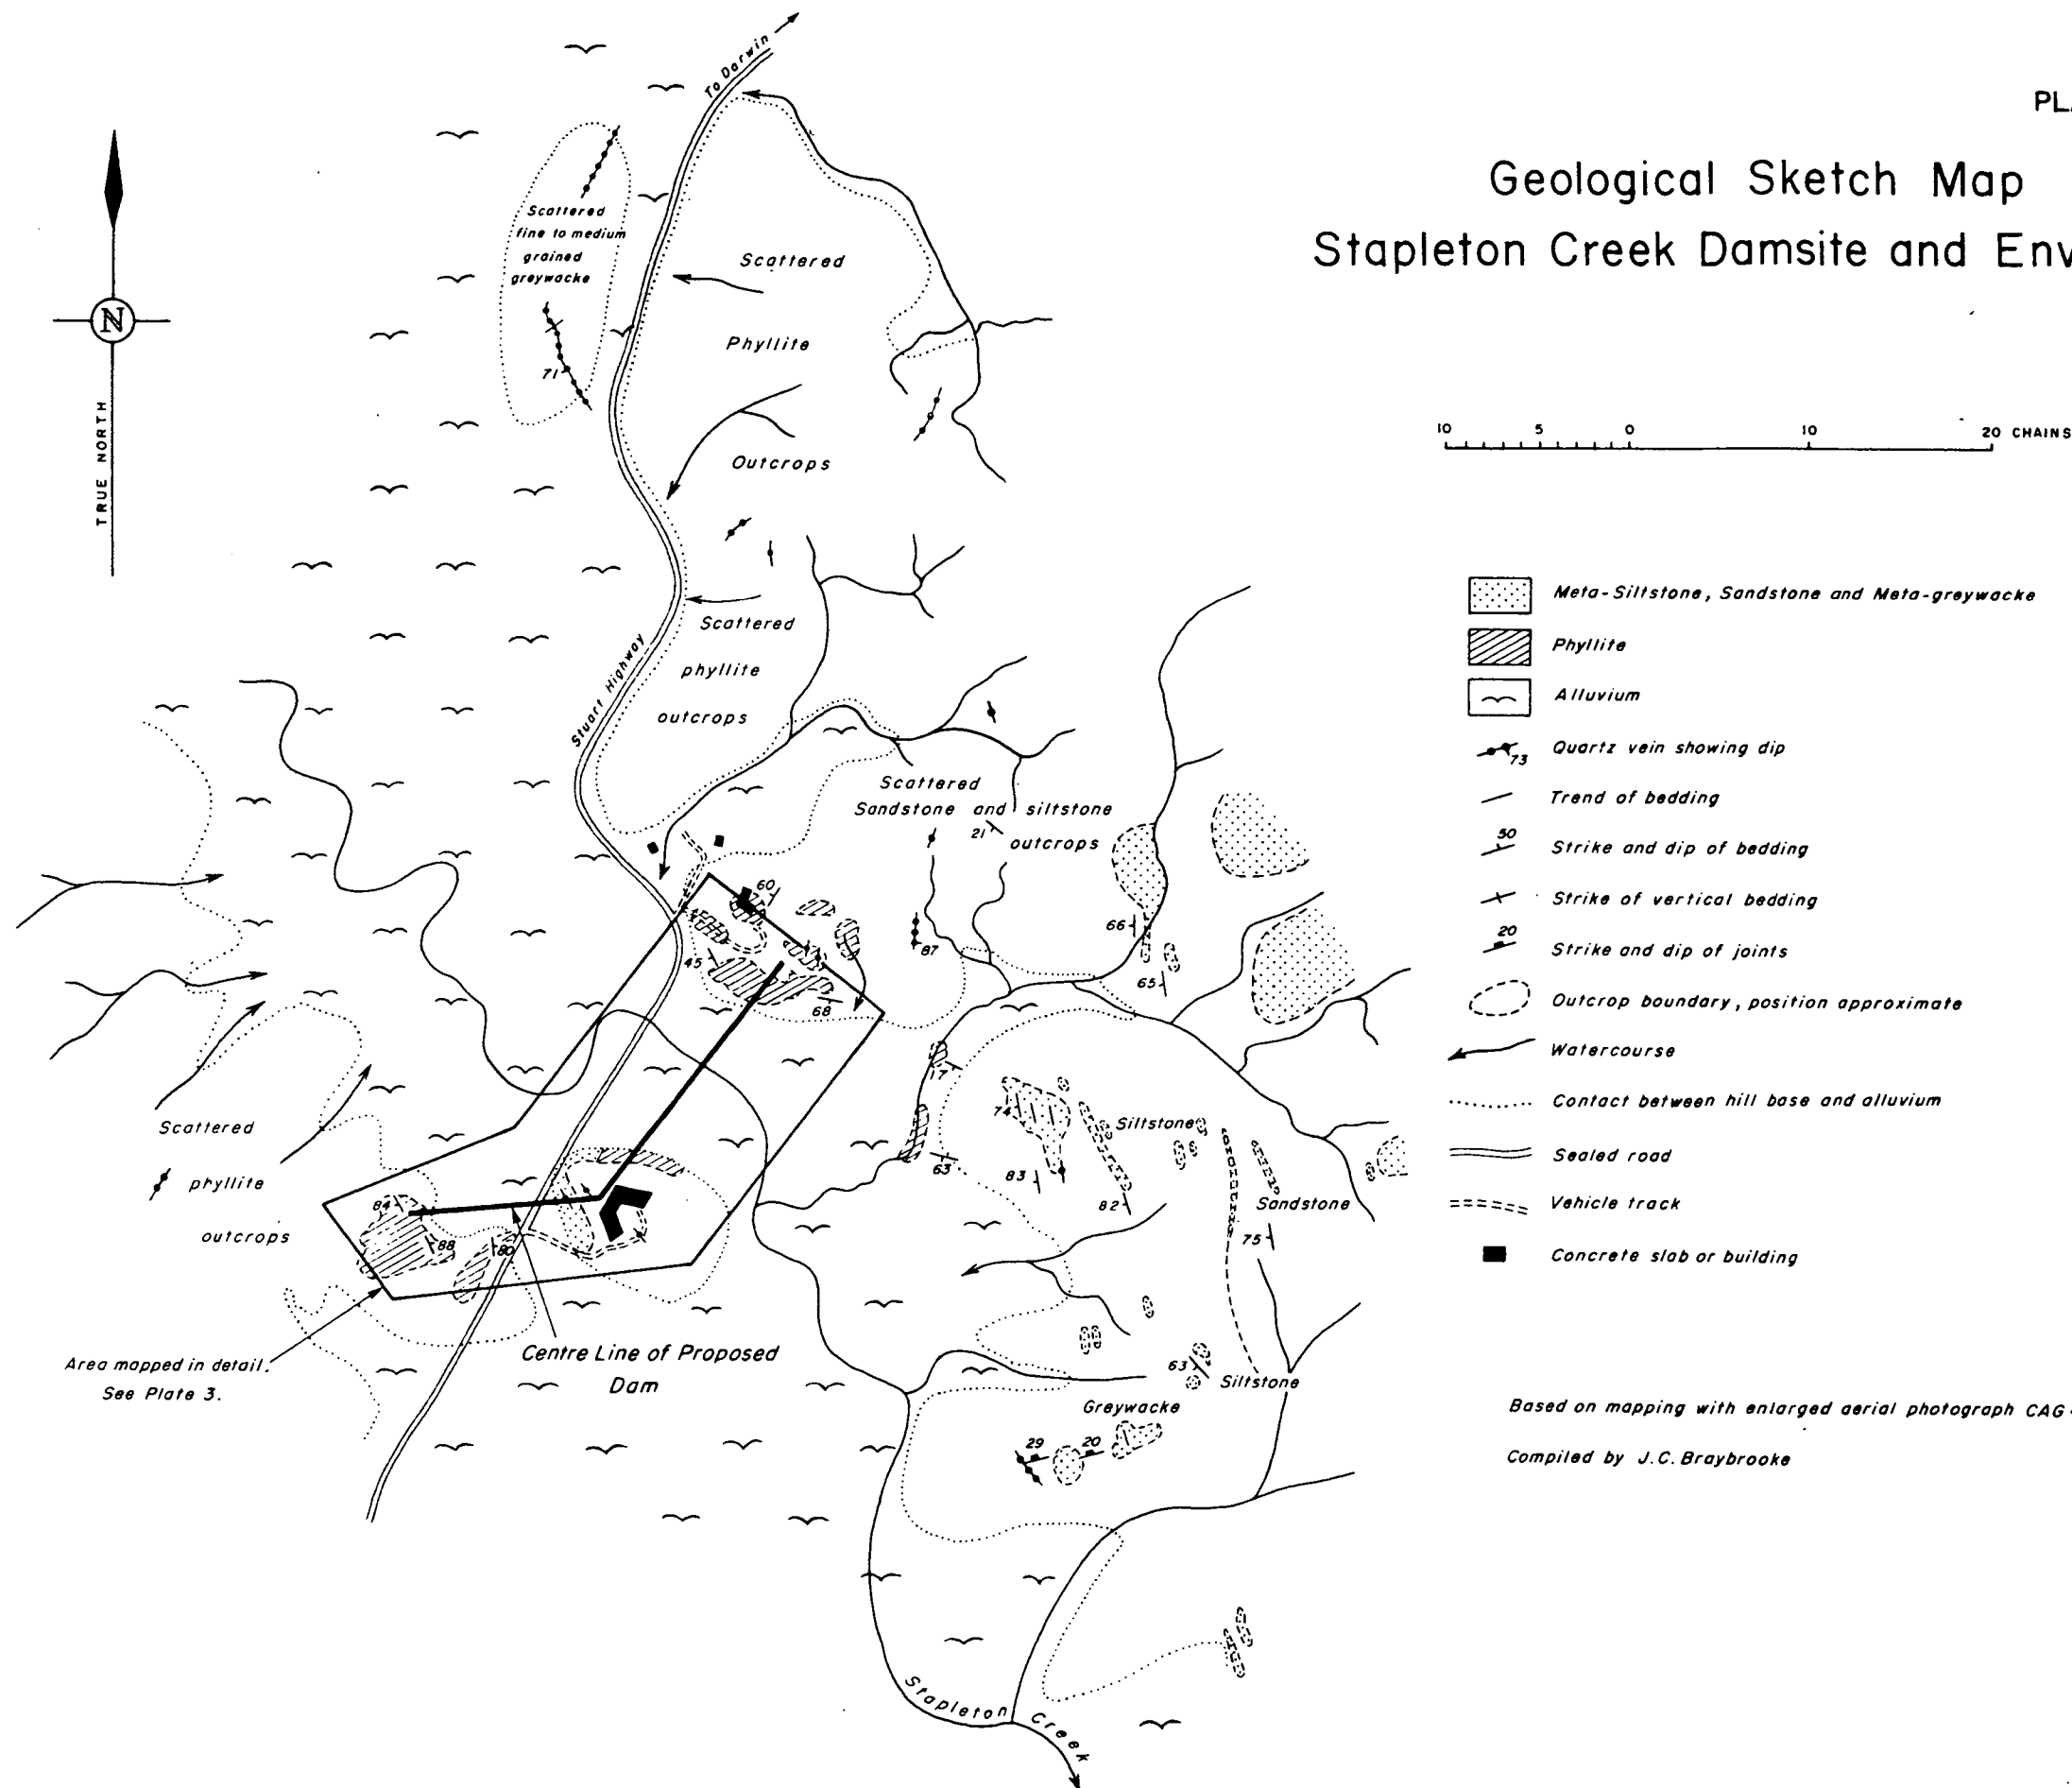 PL
Geological Sketch Map
Stapleton Creek Damsite and Env
TRUE NORTH
N
To Darwin
Scattered
fine to medium
grained
greywacke
71
Scattered
Phyllite
Outcrops
Scattered
phyllite
outcrops
Stuart Highway
Scattered
Sandstone and siltstone
21
outcrops
60
45
68
87
66
65
17
74
63
83
82
Siltstone
Sandstone
75
Scattered
phyllite
outcrops
84
88
80
Area mapped in detail.
See Plate 3.
Centre Line of Proposed
Dam
63
Siltstone
Greywacke
29
20
Stapleton Creek
10 5 0 10 20 CHAINS
Meta-Siltstone, Sandstone and Meta-greywacke
Phyllite
Alluvium
73
Quartz vein showing dip
Trend of bedding
50
Strike and dip of bedding
Strike of vertical bedding
20
Strike and dip of joints
Outcrop boundary, position approximate
Watercourse
Contact between hill base and alluvium
Sealed road
Vehicle track
Concrete slab or building
Based on mapping with enlarged aerial photograph CAG
Compiled by J.C. Braybrooke